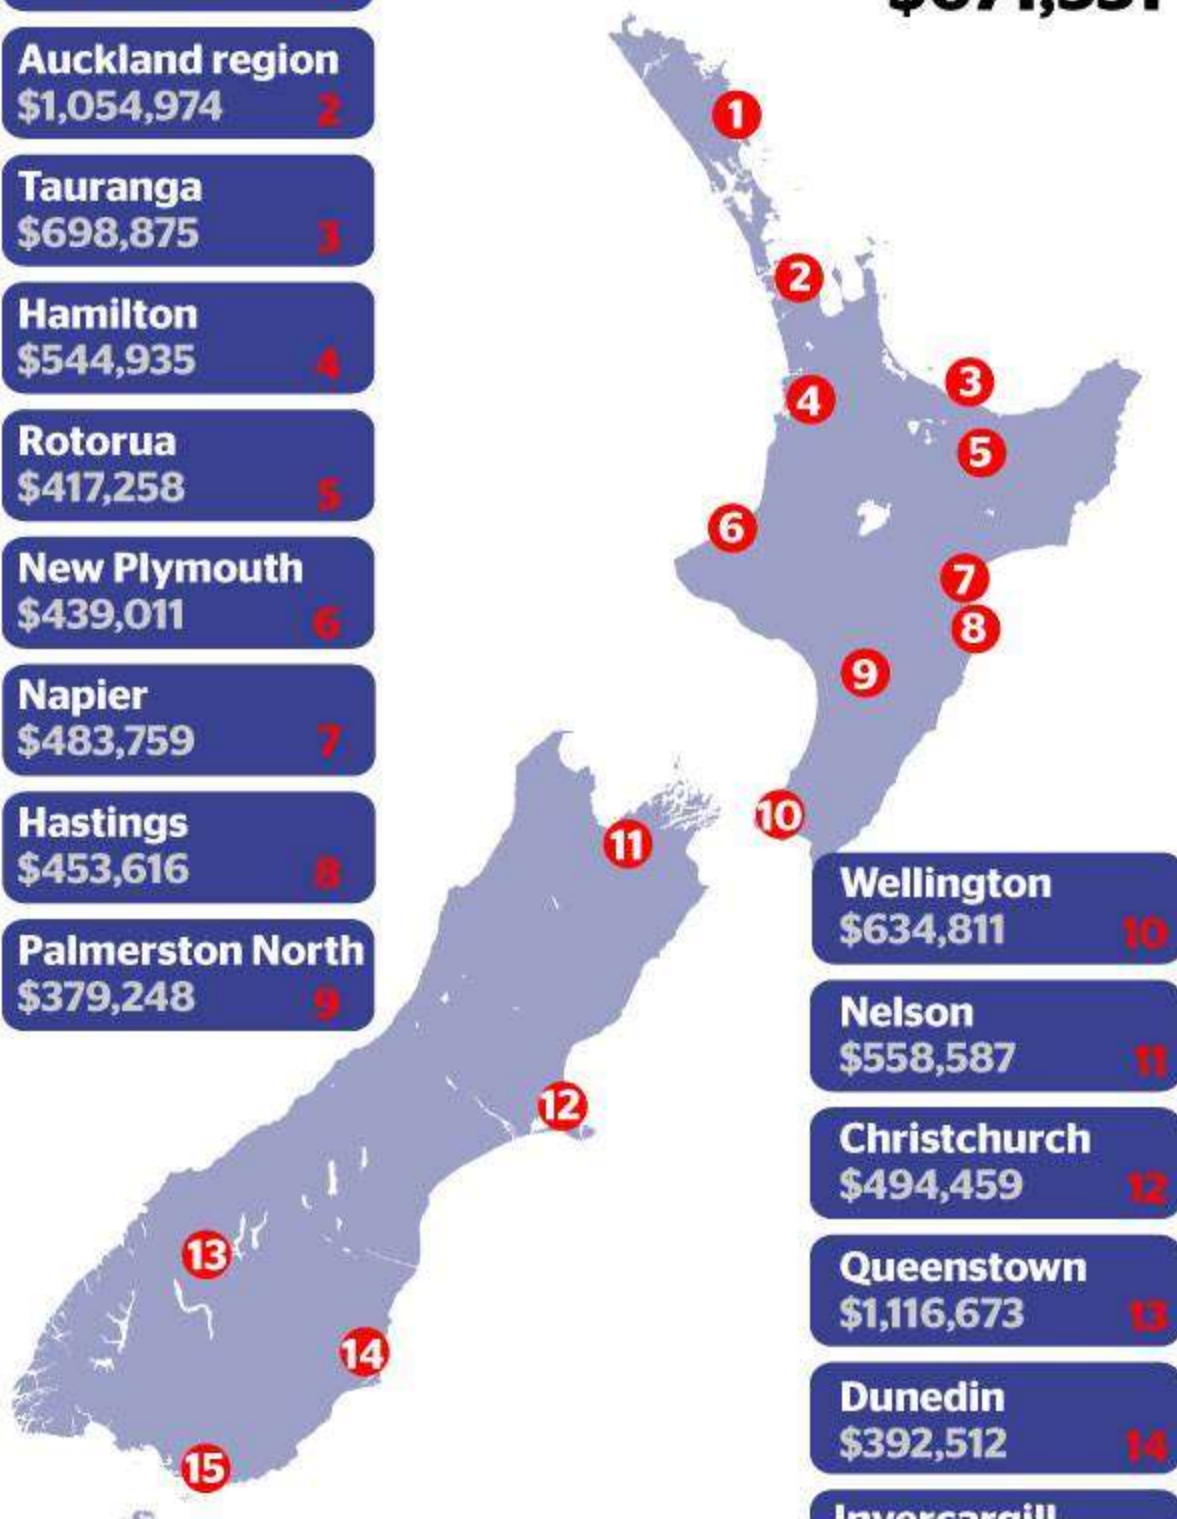 Auckland region
$1,054,974 2
Tauranga
$698,875 3
Hamilton
$544,935 4
Rotorua
$417,258 5
New Plymouth
$439,011 6
Napier
$483,759 7
Hastings
$453,616 8
Palmerston North
$379,248 9
1
2
3
4
5
6
7
8
9
10
11
12
13
14
15
Wellington
$634,811 10
Nelson
$558,587 11
Christchurch
$494,459 12
Queenstown
$1,116,673 13
Dunedin
$392,512 14
Invercargill